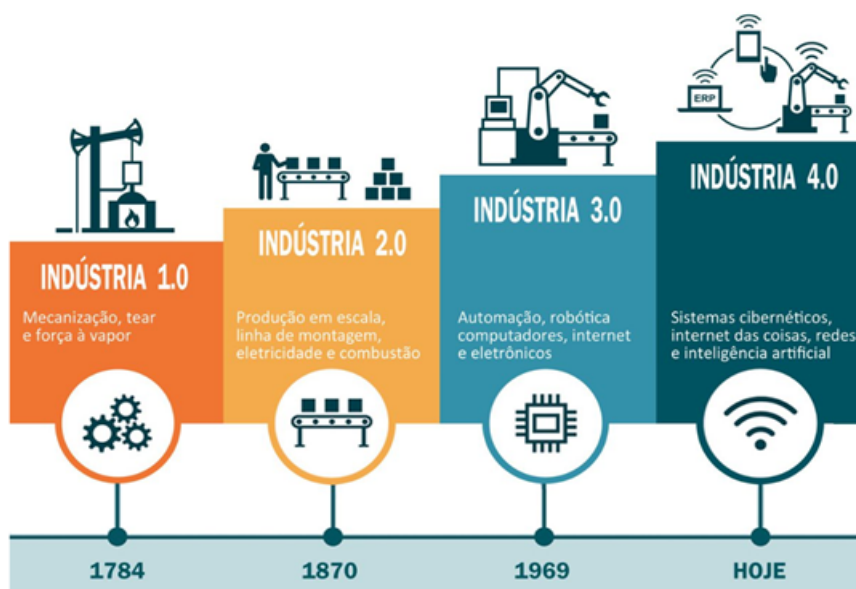 ERP
INDÚSTRIA 1.0
Mecanização, tear
e força à vapor
INDÚSTRIA 2.0
Produção em escala,
linha de montagem,
eletricidade e combustão
INDÚSTRIA 3.0
Automação, robótica
computadores, internet
e eletrônicos
INDÚSTRIA 4.0
Sistemas cibernéticos,
internet das coisas, redes
e inteligência artificial
1784
1870
1969
HOJE